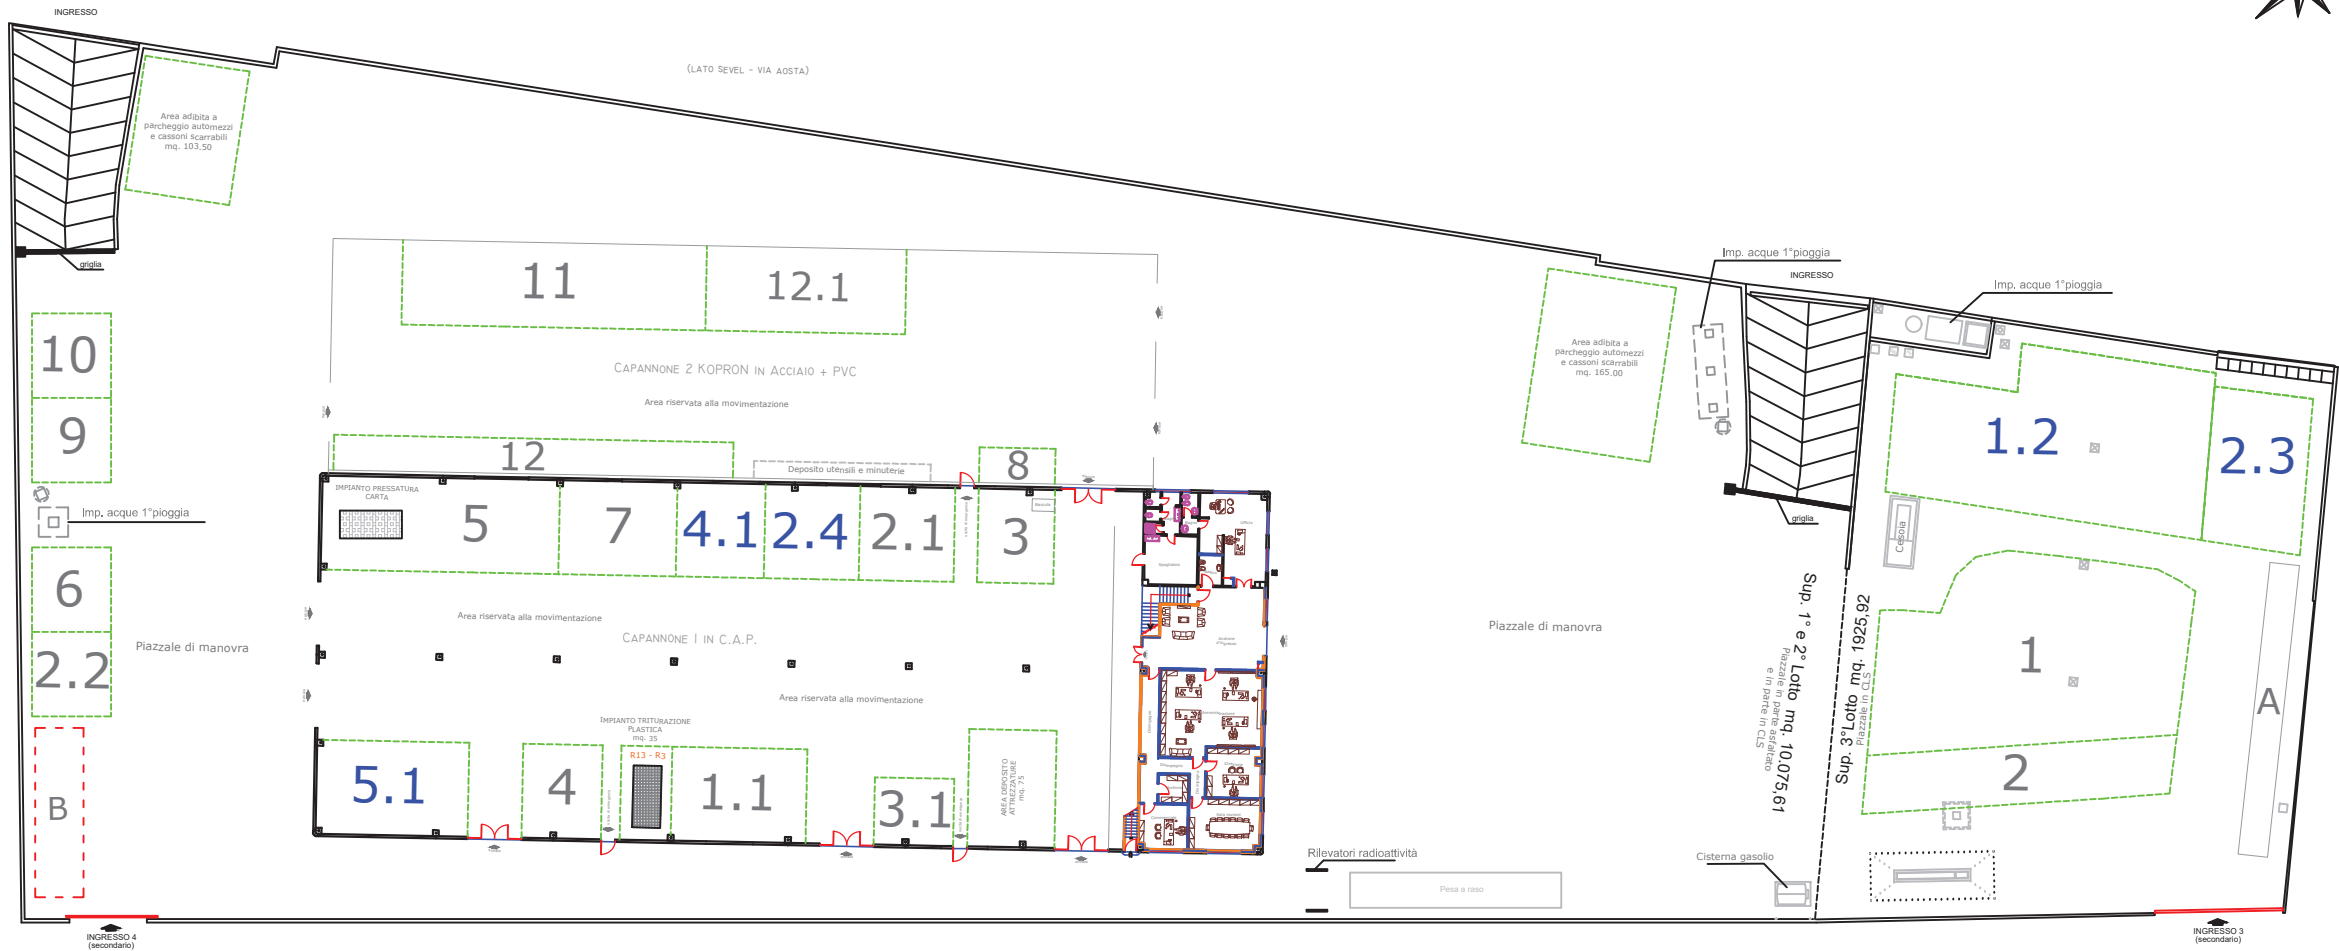 INGRESSO
(LATO SEVEL - VIA AOSTA)
Area adibita a
parcheggio automezzi
e cassoni scarrabili
mq. 103.50
griglia
11
12.1
CAPANNONE 2 KOPRON IN ACCIAIO + PVC
Area riservata alla movimentazione
12
Deposito utensili e minuterie
8
10
9
Imp. acque 1°pioggia
6
2.2
Piazzale di manovra
B
INGRESSO 4
(secondario)
IMPIANTO PRESSATURA
CARTA
5
7
4.1
2.4
2.1
3
Area riservata alla movimentazione
CAPANNONE 1 IN C.A.P.
Area riservata alla movimentazione
IMPIANTO TRITURAZIONE
PLASTICA
mq. 35
R13 - R3
5.1
4
1.1
3.1
AREA DEPOSITO
ATTREZZATURE
mq. 75
Ufficio
Spogliatoio
Area adibita a
parcheggio automezzi
e cassoni scarrabili
mq. 165.00
Imp. acque 1°pioggia
INGRESSO
Imp. acque 1°pioggia
griglia
Piazzale di manovra
1.2
2.3
Cesoia
1
2
A
Sup. 1° e 2° Lotto mq. 10.075,61
Piazzale in parte asfaltato
e in parte in CLS
Sup. 3°Lotto mq. 1925,92
Piazzale in CLS
Rilevatori radioattività
Pesa a raso
Cisterna gasolio
INGRESSO 3
(secondario)